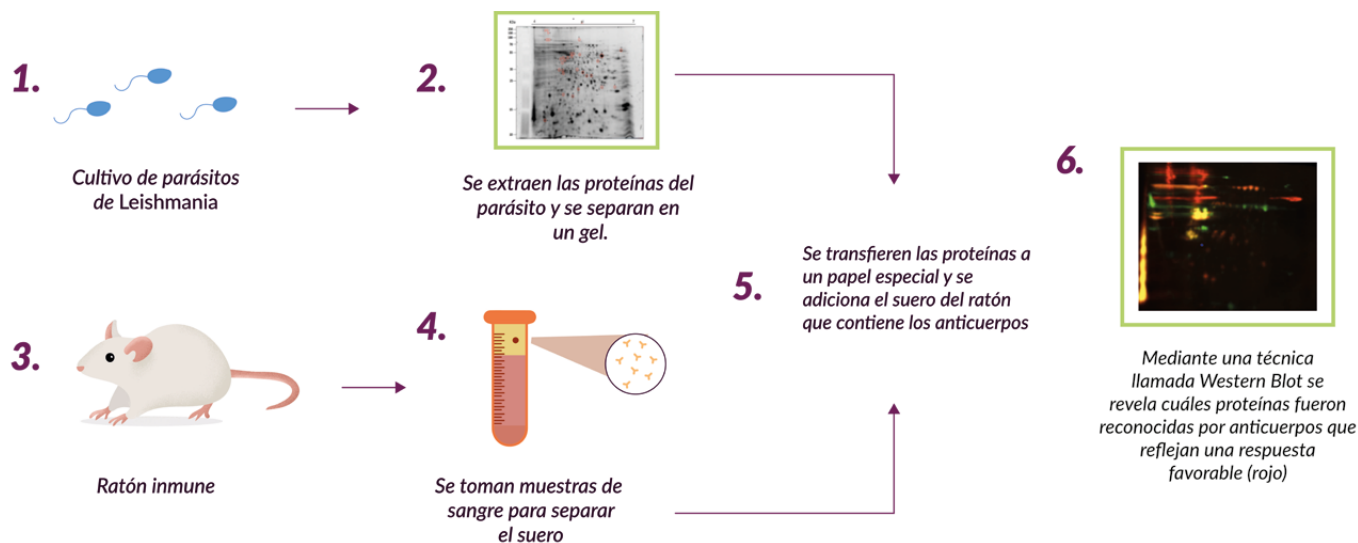 1.
Cultivo de parásitos
de Leishmania
2.
Se extraen las proteínas del
parásito y se separan en
un gel.
3.
Ratón inmune
4.
Se toman muestras de
sangre para separar
el suero
5.
Se transfieren las proteínas a
un papel especial y se
adiciona el suero del ratón
que contiene los anticuerpos
6.
Mediante una técnica
llamada Western Blot se
revela cuáles proteínas fueron
reconocidas por anticuerpos que
reflejan una respuesta
favorable (rojo)